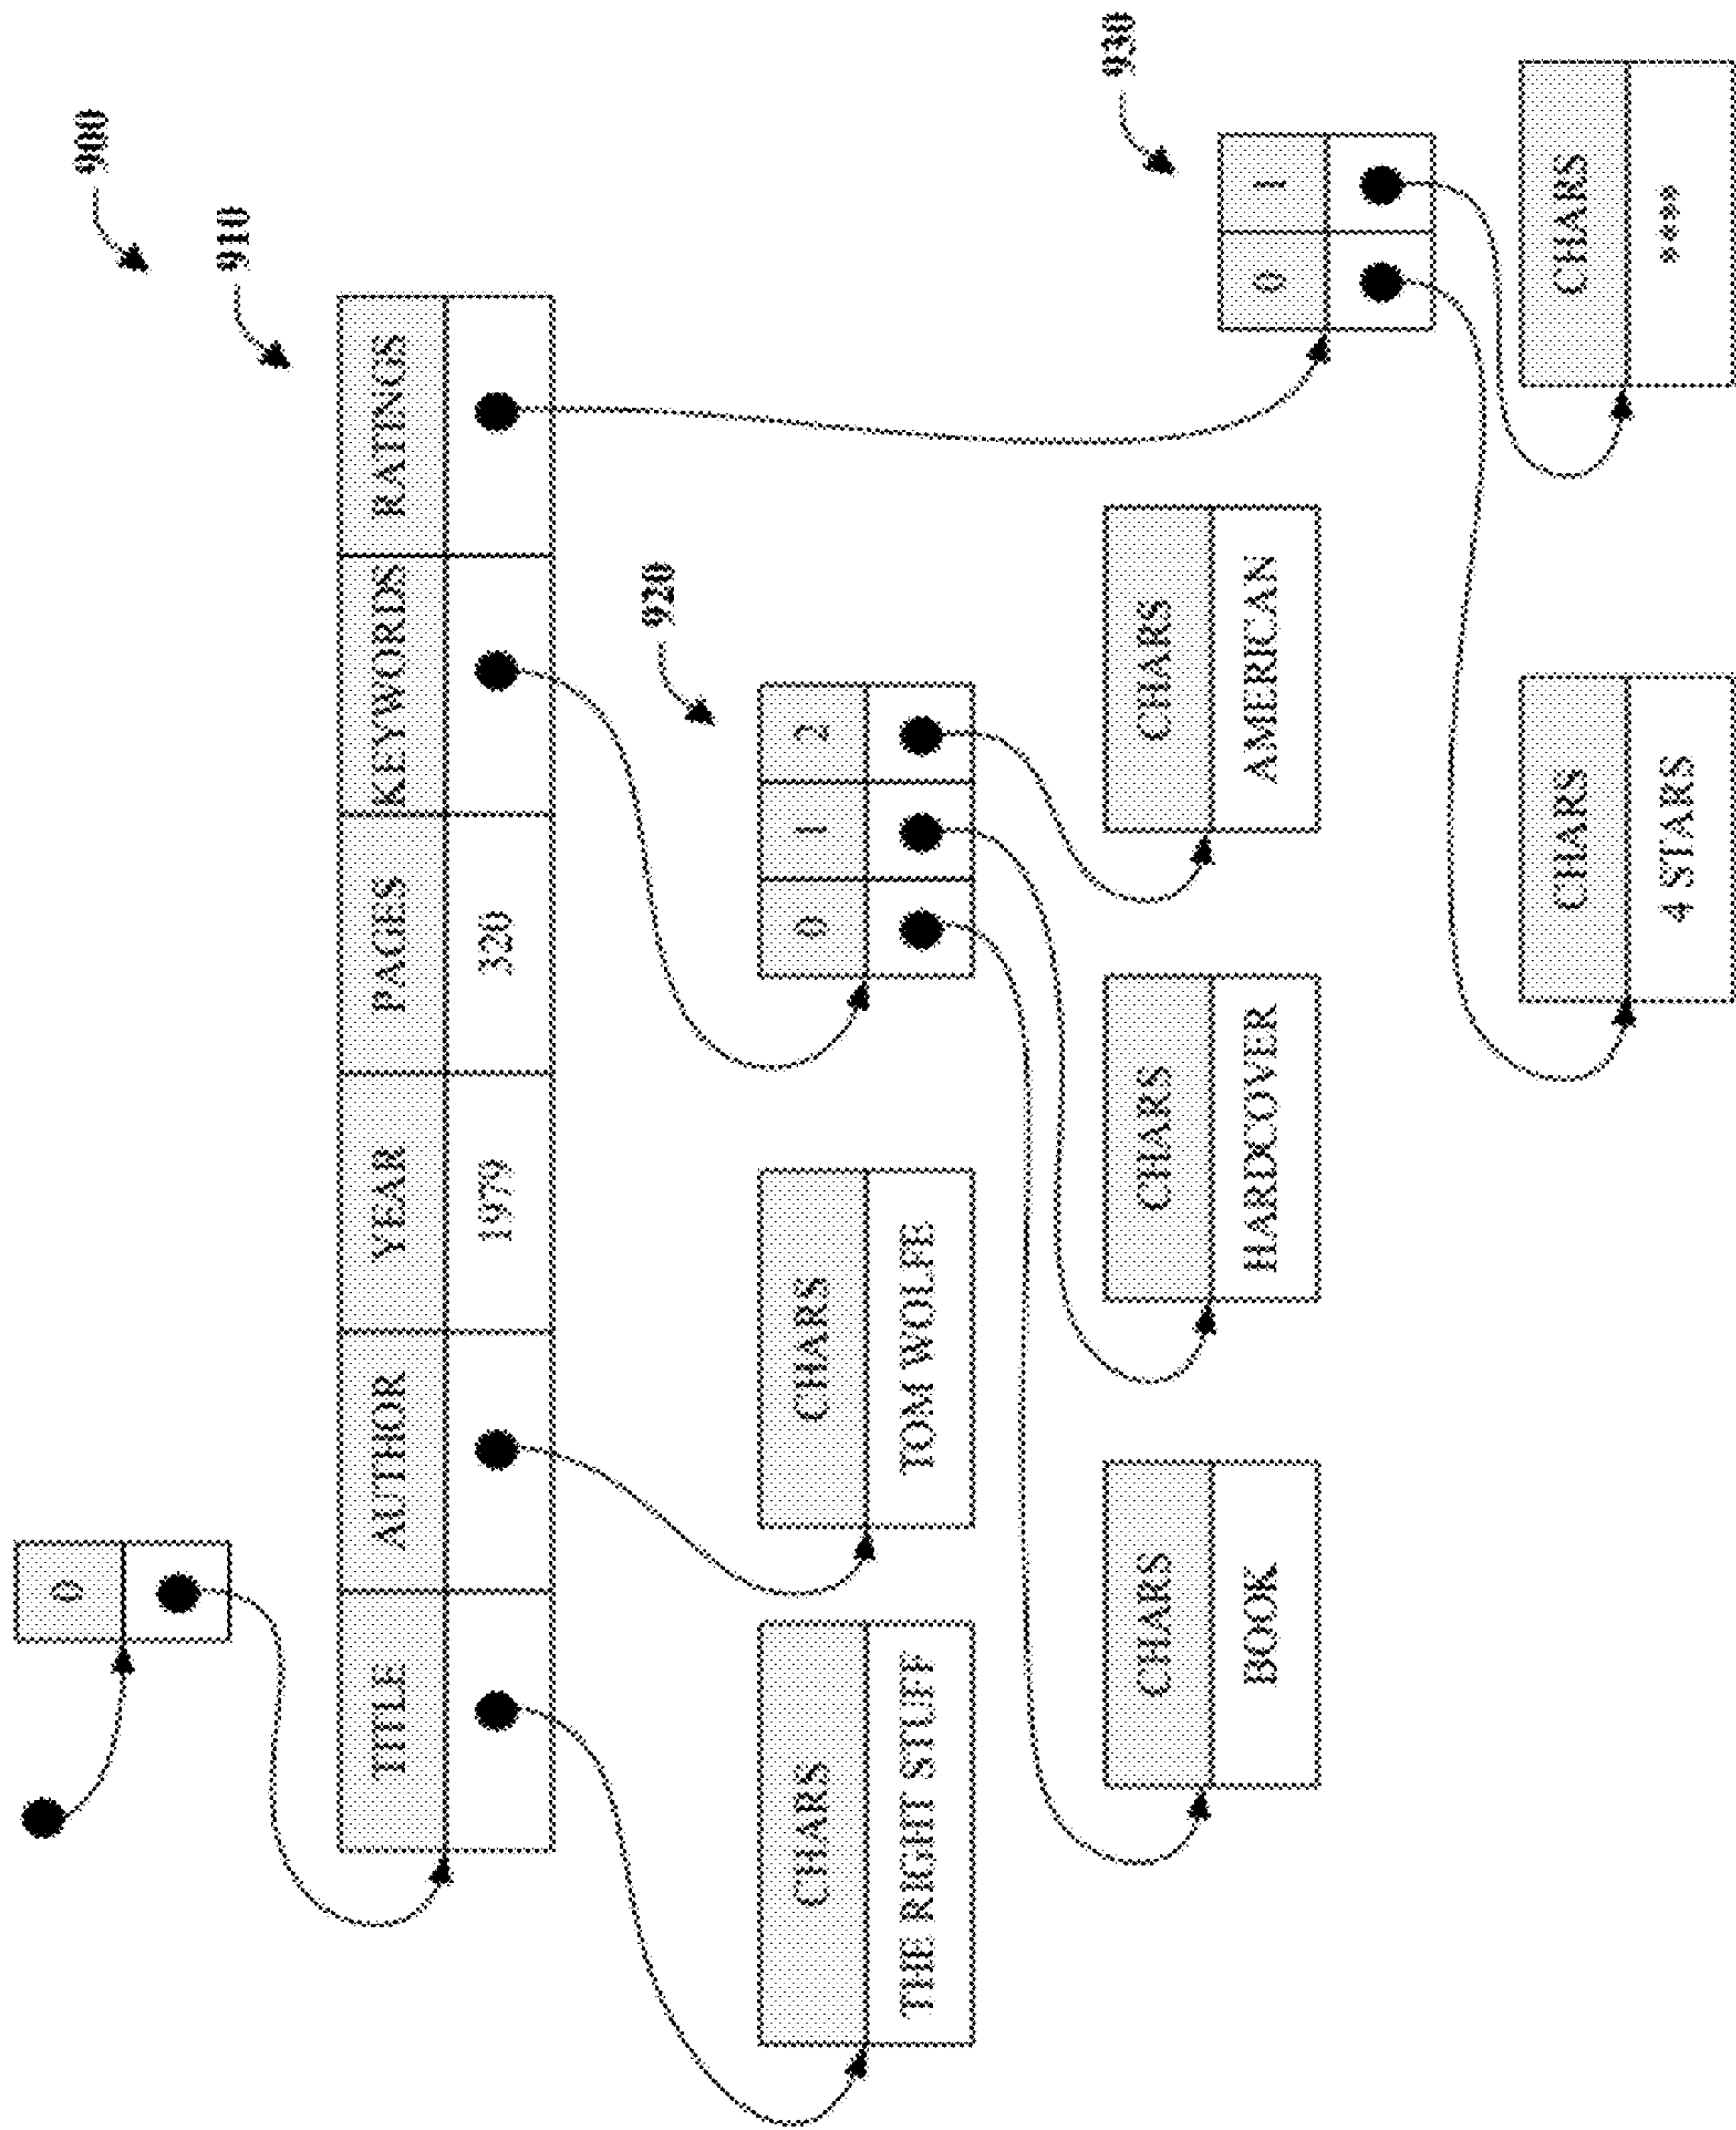 900
910
0
TITLE AUTHOR YEAR PAGES KEYWORDS RATINGS
1979 320
920
CHARS CHARS 0 1 2
THE RIGHT STUFF TOM WOLFE
930
CHARS CHARS CHARS 0 1
BOOK HARDCOVER AMERICAN
CHARS CHARS
4 STARS ****